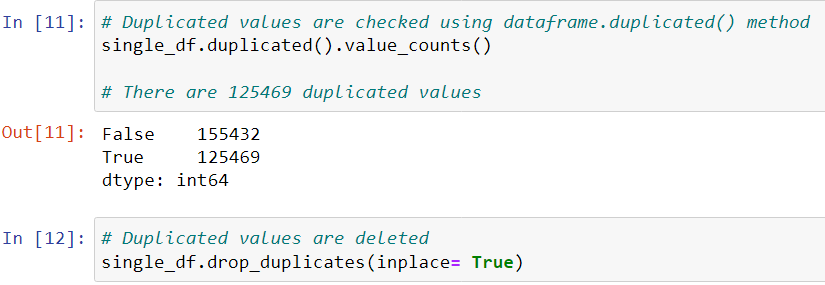 In [11]: # Duplicated values are checked using dataframe.duplicated() method
single_df.duplicated().value_counts()
# There are 125469 duplicated values
Out[11]: False 155432
True 125469
dtype: int64
In [12]: # Duplicated values are deleted
single_df.drop_duplicates(inplace= True)